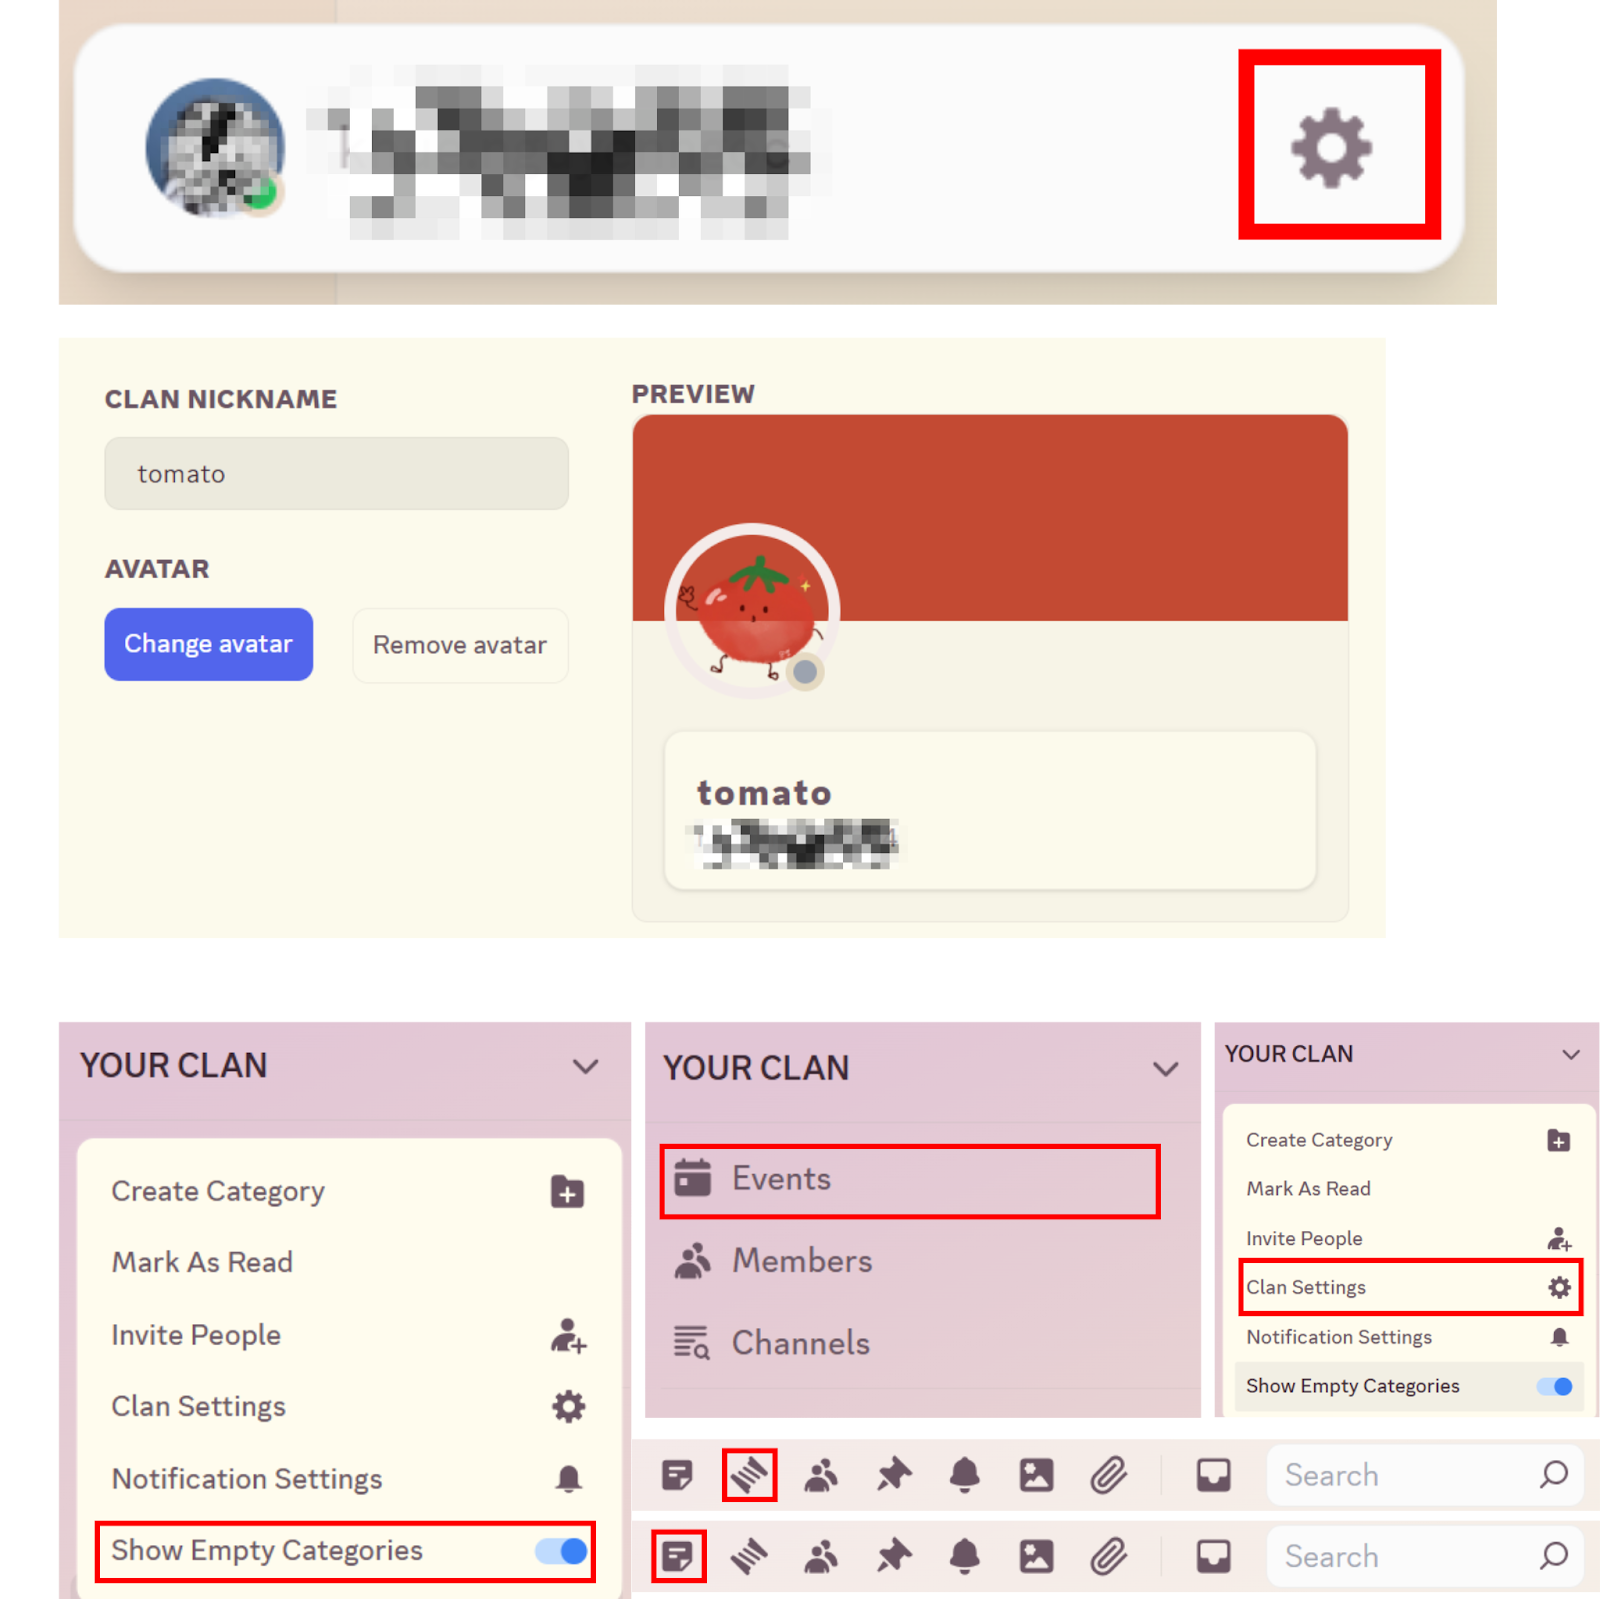 CLAN NICKNAME
tomato
AVATAR
Change avatar
Remove avatar
PREVIEW
tomato
YOUR CLAN
Create Category
Mark As Read
Invite People
Clan Settings
Notification Settings
Show Empty Categories
YOUR CLAN
Events
Members
Channels
YOUR CLAN
Create Category
Mark As Read
Invite People
Clan Settings
Notification Settings
Show Empty Categories
Search
Search